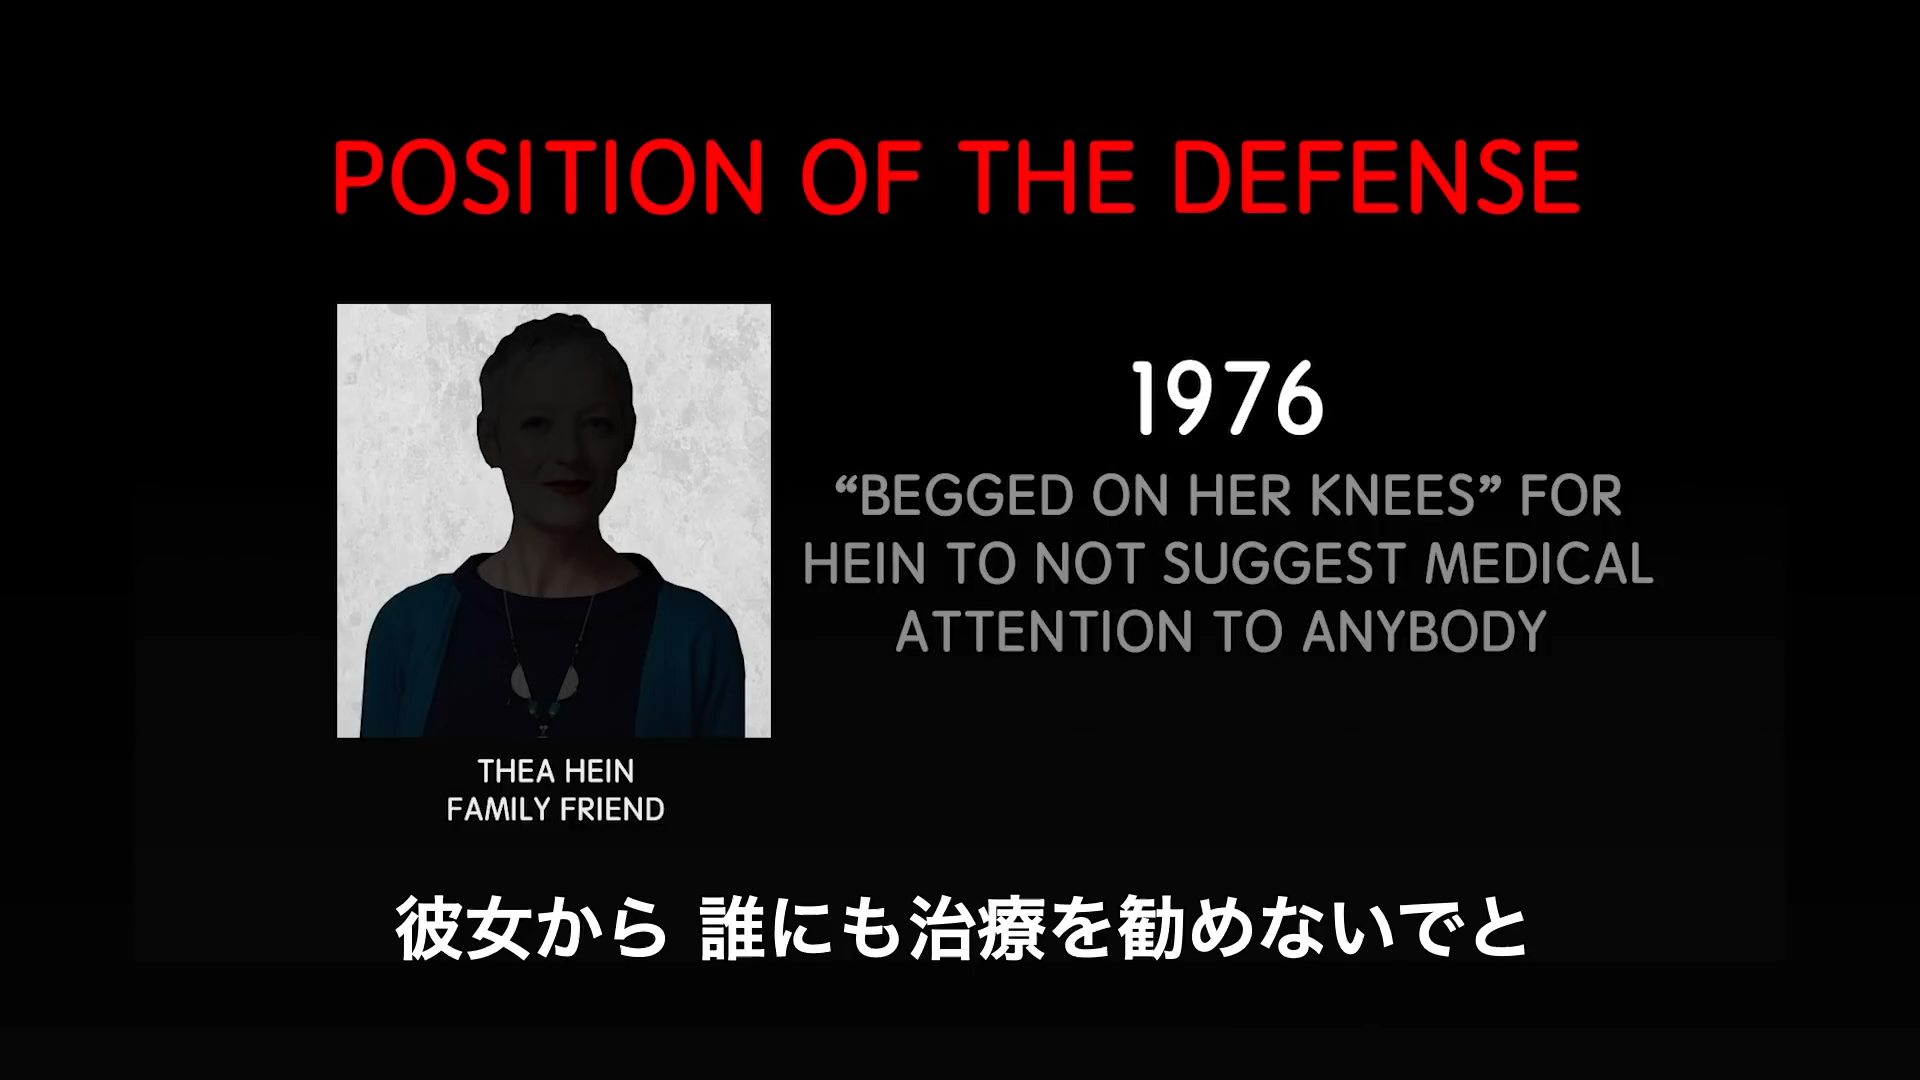 POSITION OF THE DEFENSE
1976
“BEGGED ON HER KNEES” FOR
HEIN TO NOT SUGGEST MEDICAL
ATTENTION TO ANYBODY
THEA HEIN
FAMILY FRIEND
彼女から 誰にも治療を勧めないでと